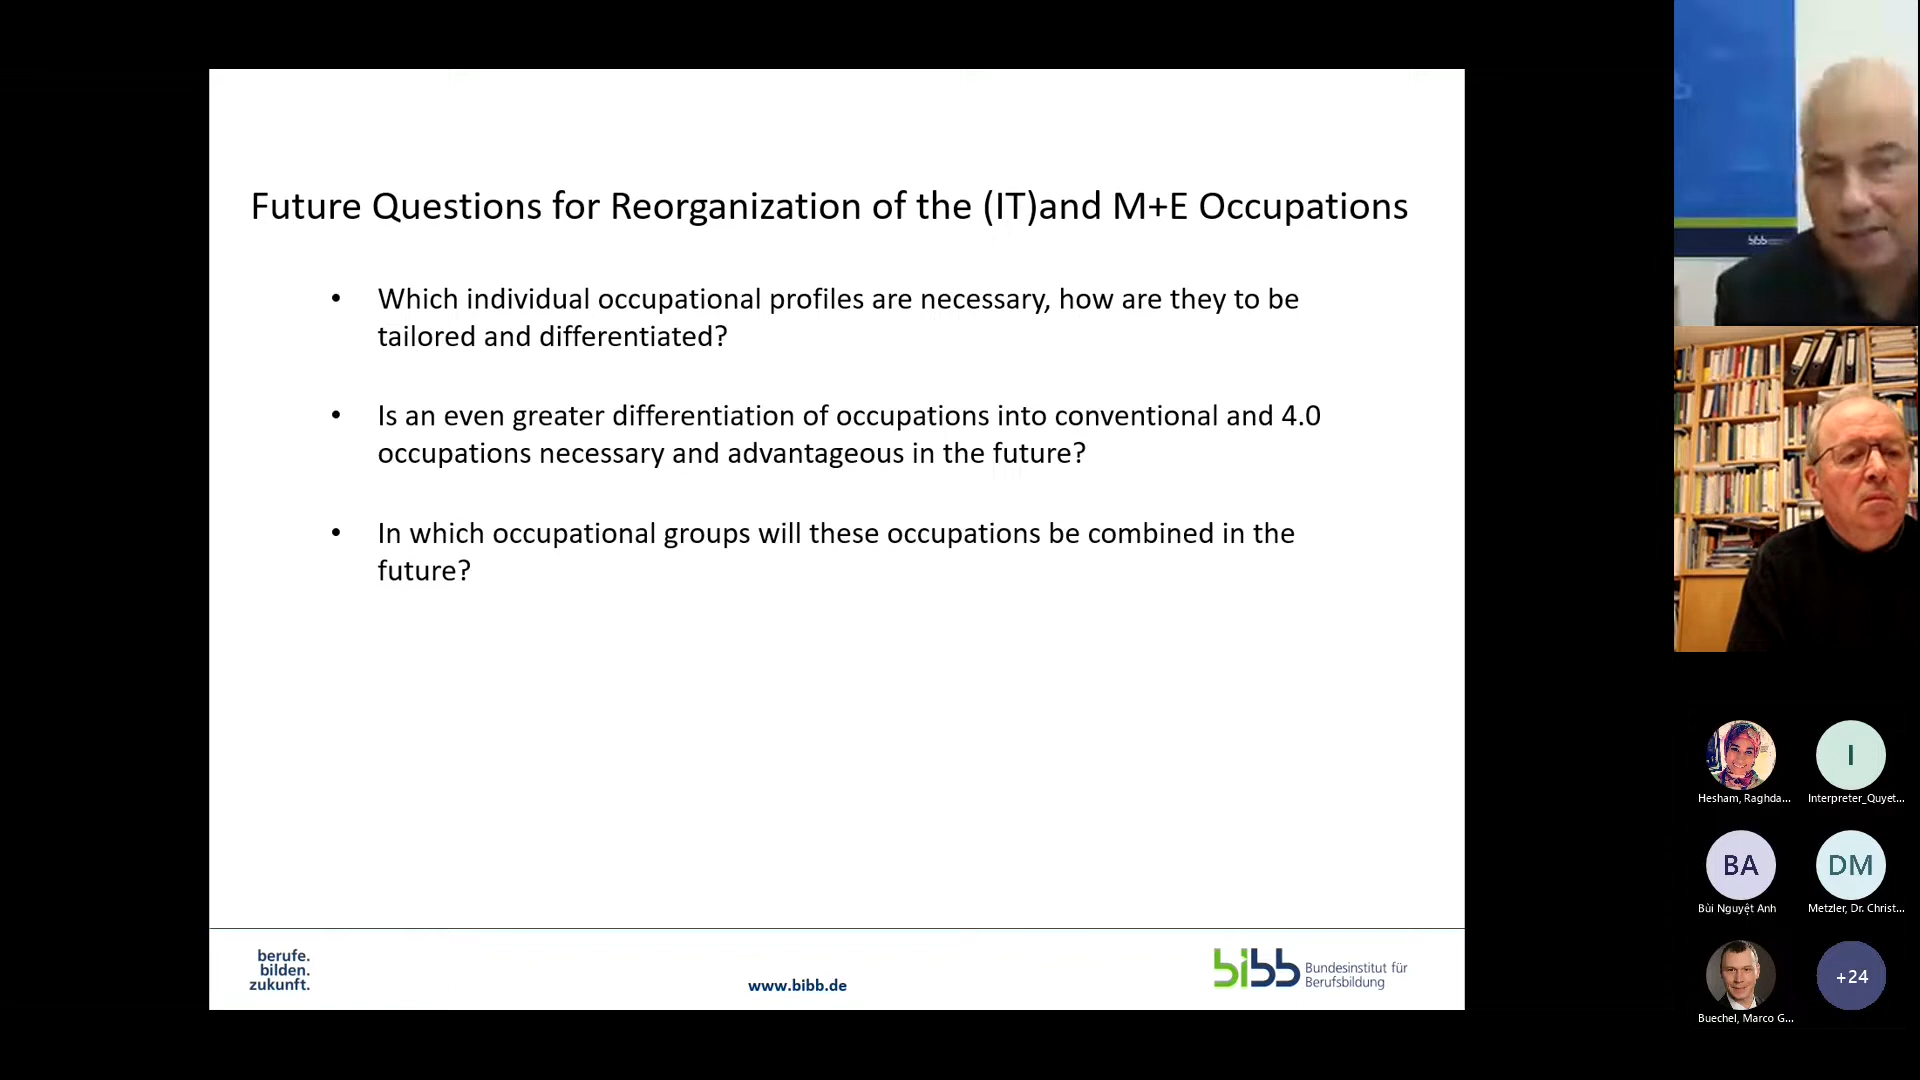 Future Questions for Reorganization of the (IT)and M+E Occupations
• Which individual occupational profiles are necessary, how are they to be
tailored and differentiated?
• Is an even greater differentiation of occupations into conventional and 4.0
occupations necessary and advantageous in the future?
• In which occupational groups will these occupations be combined in the
future?
berufe.
bilden.
zukunft.
www.bibb.de
bibb
Bundesinstitut für
Berufsbildung
bibb
Hesham, Raghda...
I
Interpreter_Quyet...
BA
Bùi Nguyệt Anh
DM
Metzler, Dr. Christ...
Buechel, Marco G...
+24